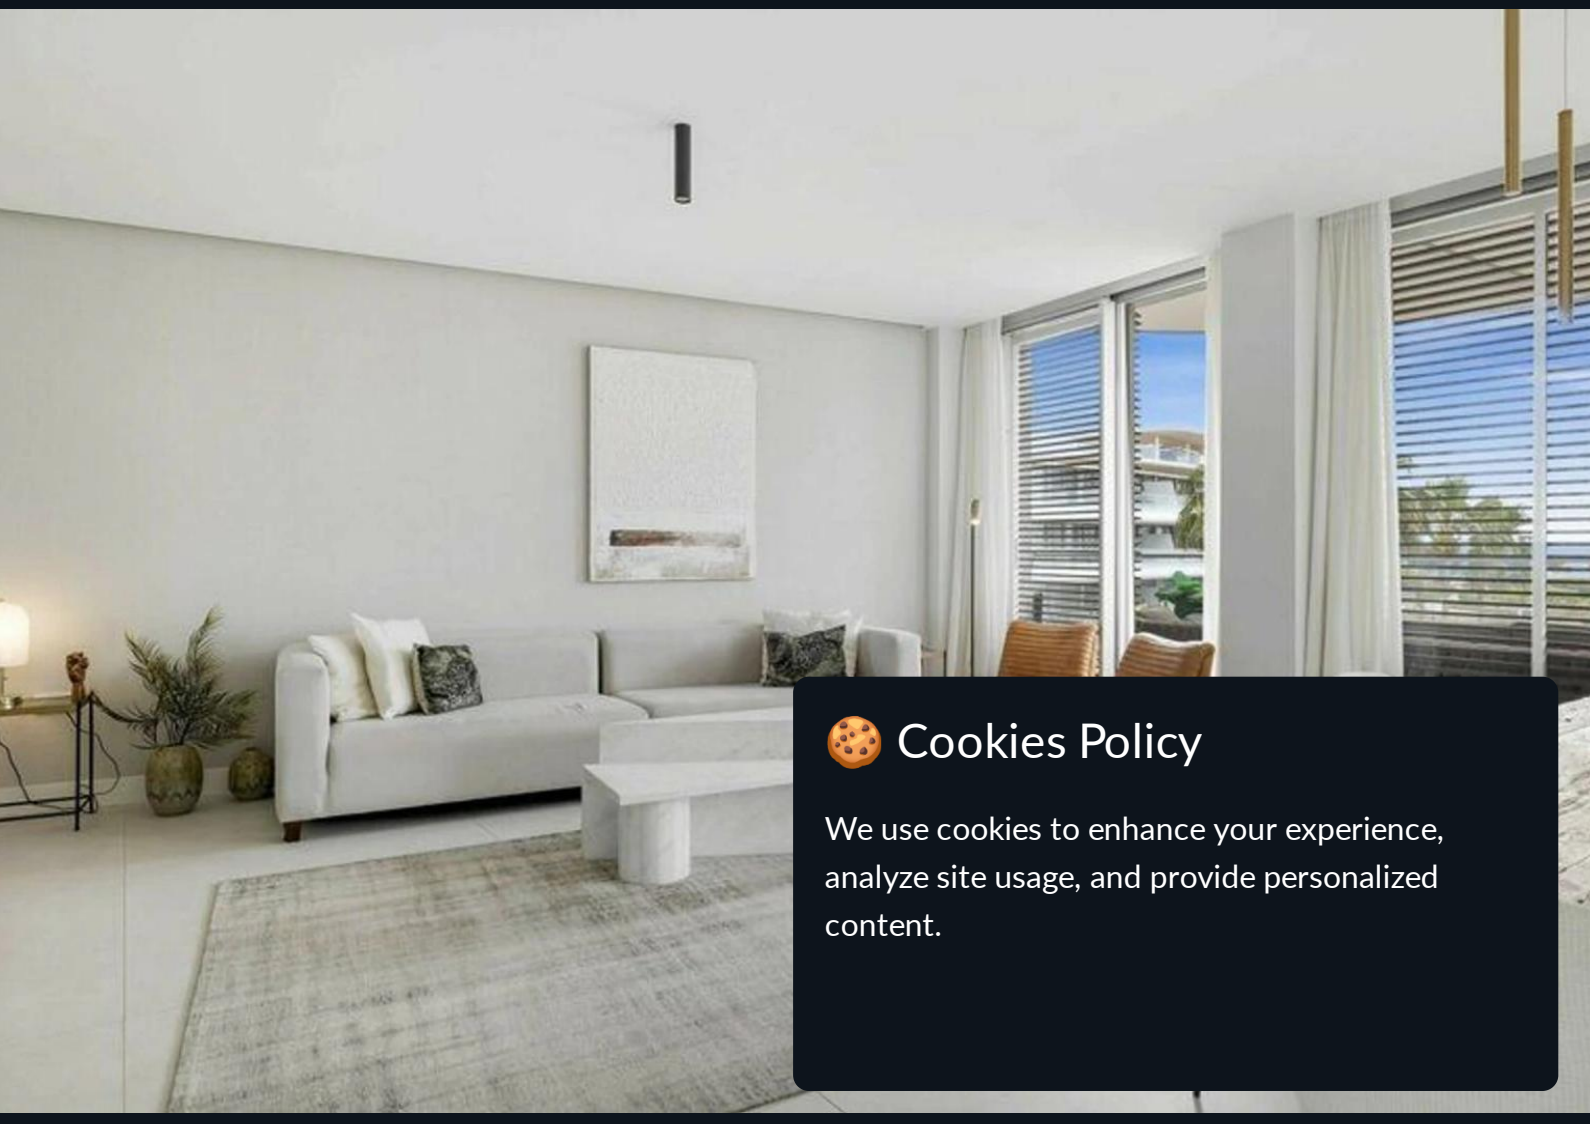 🍪 Cookies Policy
We use cookies to enhance your experience,
analyze site usage, and provide personalized
content.